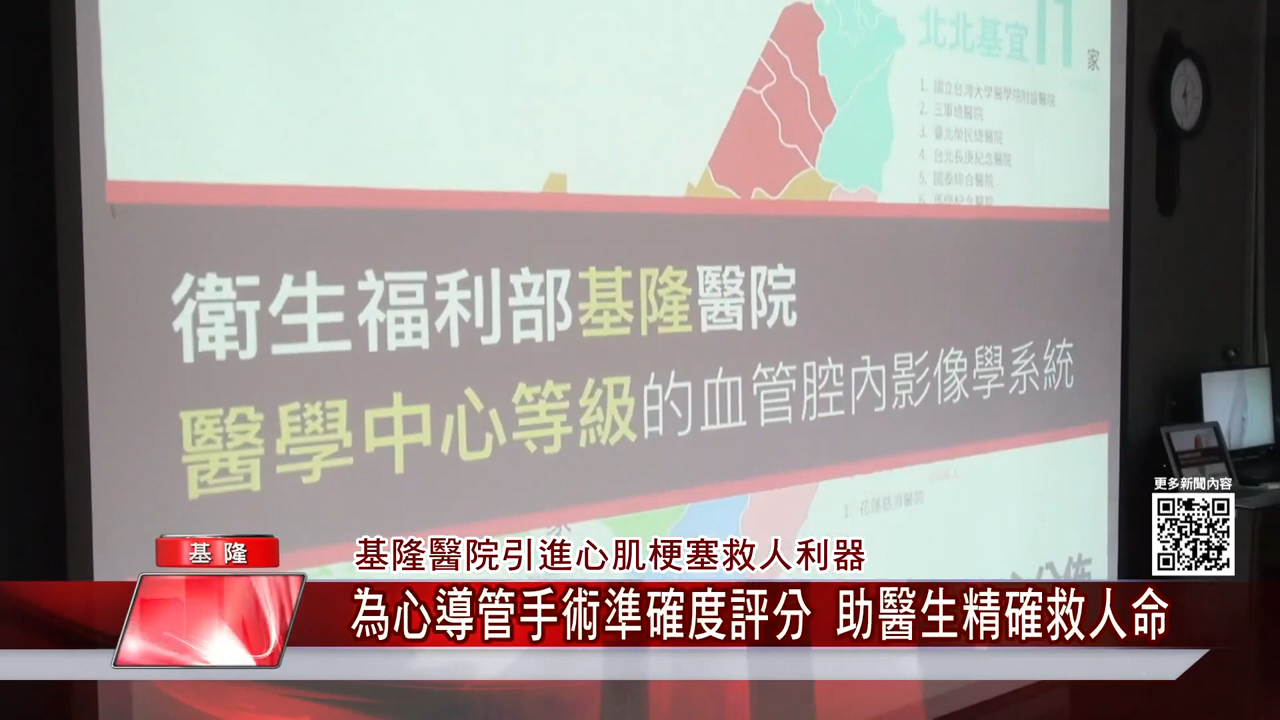 北北基宜11家
1. 國立台灣大學醫學院附設醫院
2. 三軍總醫院
3. 臺北榮民總醫院
4. 台北長庚紀念醫院
5. 國泰綜合醫院
衛生福利部基隆醫院
醫學中心等級的血管腔內影像學系統
1. 花蓮慈濟醫院
更多新聞內容
基隆
基隆醫院引進心肌梗塞救人利器
為心導管手術準確度評分 助醫生精確救人命